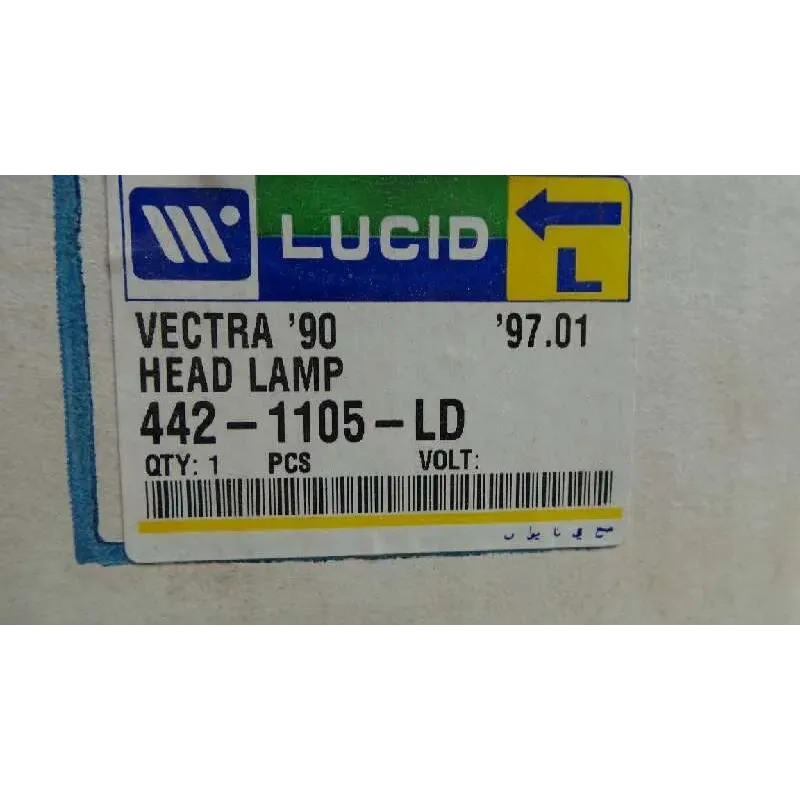 LUCID
L
VECTRA '90 '97.01
HEAD LAMP
442-1105-LD
QTY: 1 PCS VOLT: